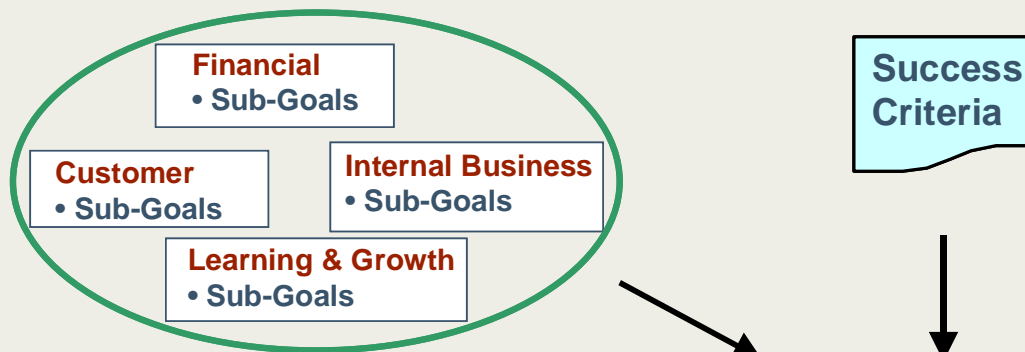 Financial
• Sub-Goals
Customer
• Sub-Goals
Internal Business
• Sub-Goals
Learning & Growth
• Sub-Goals
Success
Criteria